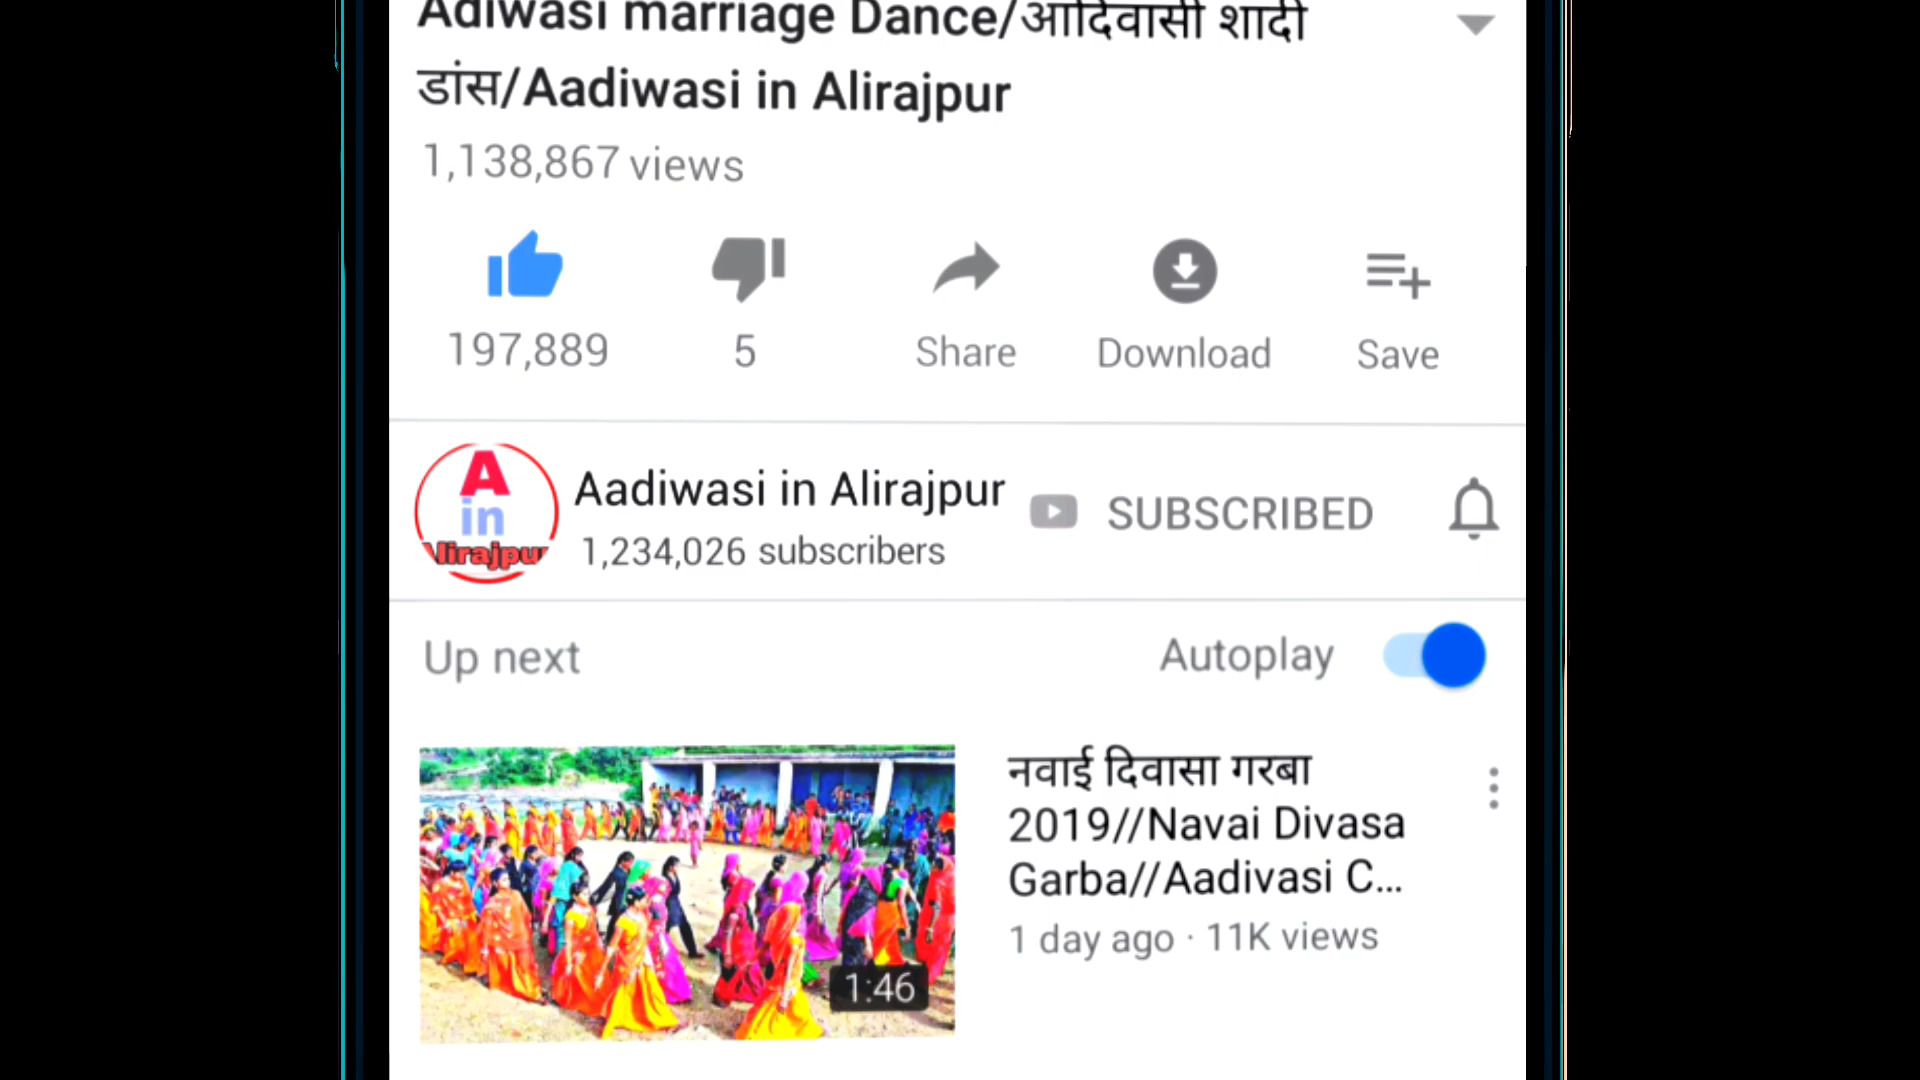 Adiwasi marriage Dance/आदिवासी शादी
डांस/Aadiwasi in Alirajpur
1,138,867 views
197,889
5
Share
Download
Save
A
in
Alirajpur
Aadiwasi in Alirajpur
1,234,026 subscribers
SUBSCRIBED
Up next
Autoplay
1:46
नवाई दिवासा गरबा
2019//Navai Divasa
Garba//Aadivasi C...
1 day ago · 11K views